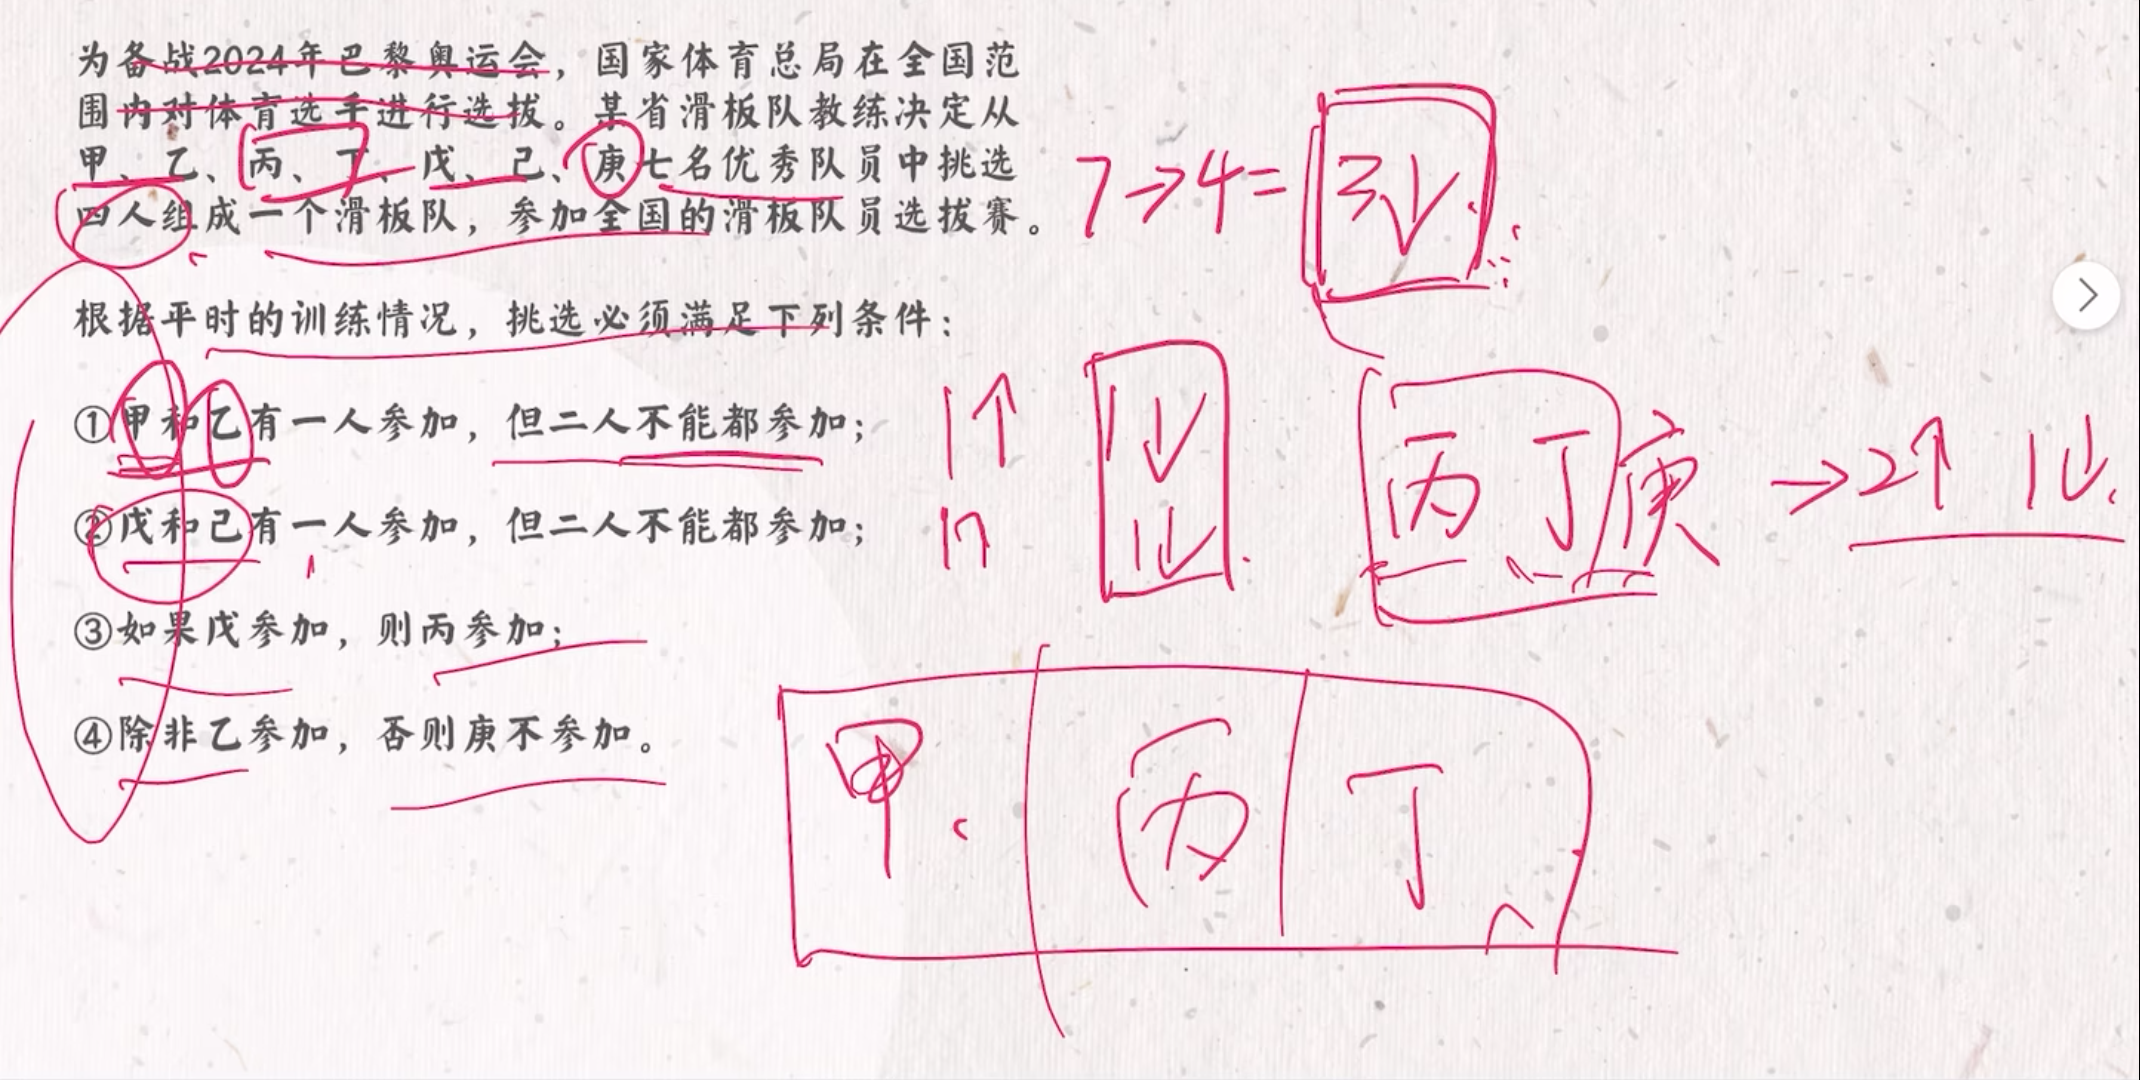 为备战2024年巴黎奥运会，国家体育总局在全国范
围内对体育选手进行选拔。某省滑板队教练决定从
甲、乙、丙、丁、戊、己、庚七名优秀队员中挑选
四人组成一个滑板队，参加全国的滑板队员选拔赛。
7→4=3↓
根据平时的训练情况，挑选必须满足下列条件：
①甲和乙有一人参加，但二人不能都参加；
1↑ 1↓
丙 丁 庚 →2↑ 1↓
②戊和己有一人参加，但二人不能都参加；
1↑ 1↓
③如果戊参加，则丙参加；
④除非乙参加，否则庚不参加。
甲 丙 丁